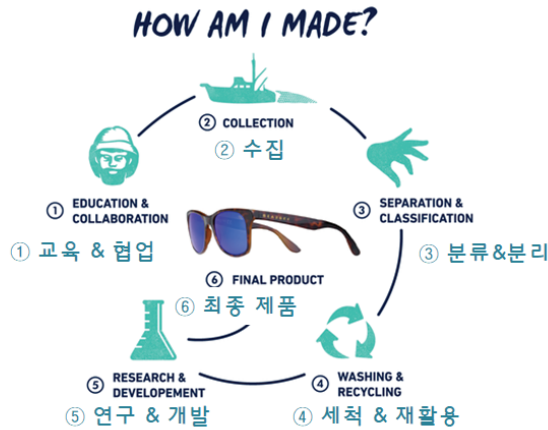 HOW AM I MADE?
② COLLECTION
② 수집
① EDUCATION &
COLLABORATION
① 교육 & 협업
③ SEPARATION &
CLASSIFICATION
③ 분류&분리
⑥ FINAL PRODUCT
⑥ 최종 제품
⑤ RESEARCH &
DEVELOPEMENT
⑤ 연구 & 개발
④ WASHING &
RECYCLING
④ 세척 & 재활용